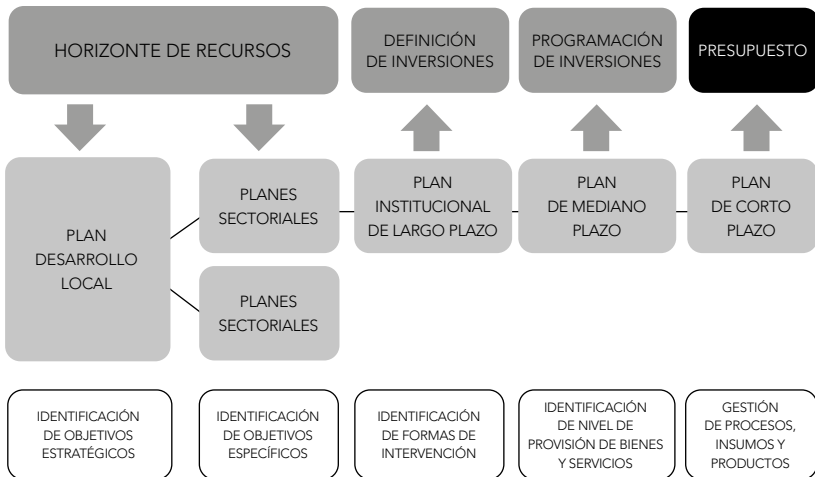 HORIZONTE DE RECURSOS
DEFINICIÓN
DE INVERSIONES
PROGRAMACIÓN
DE INVERSIONES
PRESUPUESTO
PLAN
DESARROLLO
LOCAL
PLANES
SECTORIALES
PLANES
SECTORIALES
PLAN
INSTITUCIONAL
DE LARGO PLAZO
PLAN
DE MEDIANO
PLAZO
PLAN
DE CORTO
PLAZO
IDENTIFICACIÓN
DE OBJETIVOS
ESTRATÉGICOS
IDENTIFICACIÓN
DE OBJETIVOS
ESPECÍFICOS
IDENTIFICACIÓN
DE FORMAS DE
INTERVENCIÓN
IDENTIFICACIÓN
DE NIVEL DE
PROVISIÓN DE BIENES
Y SERVICIOS
GESTIÓN
DE PROCESOS,
INSUMOS Y
PRODUCTOS